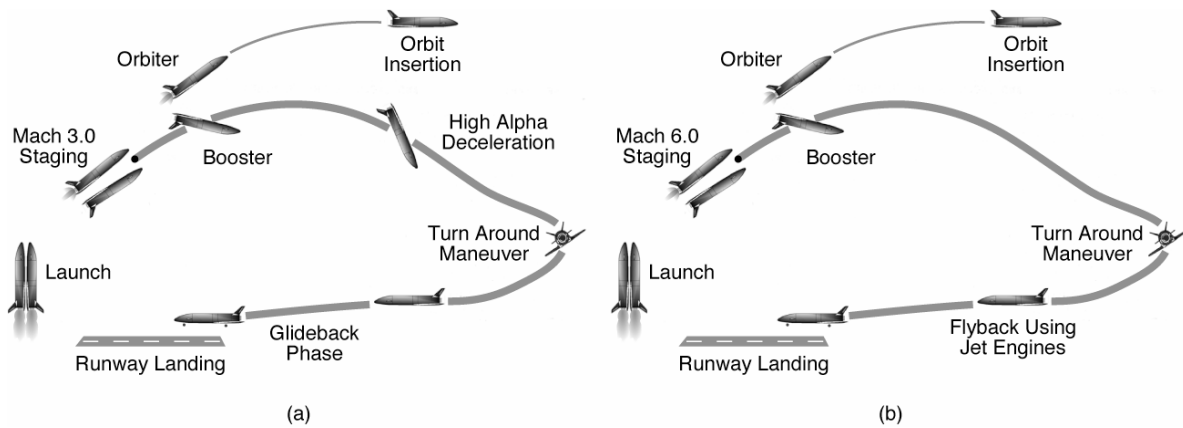 Orbiter
Orbit
Insertion
Mach 3.0
Staging
Booster
High Alpha
Deceleration
Launch
Turn Around
Maneuver
Glideback
Phase
Runway Landing
(a)
Orbiter
Orbit
Insertion
Mach 6.0
Staging
Booster
Launch
Turn Around
Maneuver
Flyback Using
Jet Engines
Runway Landing
(b)